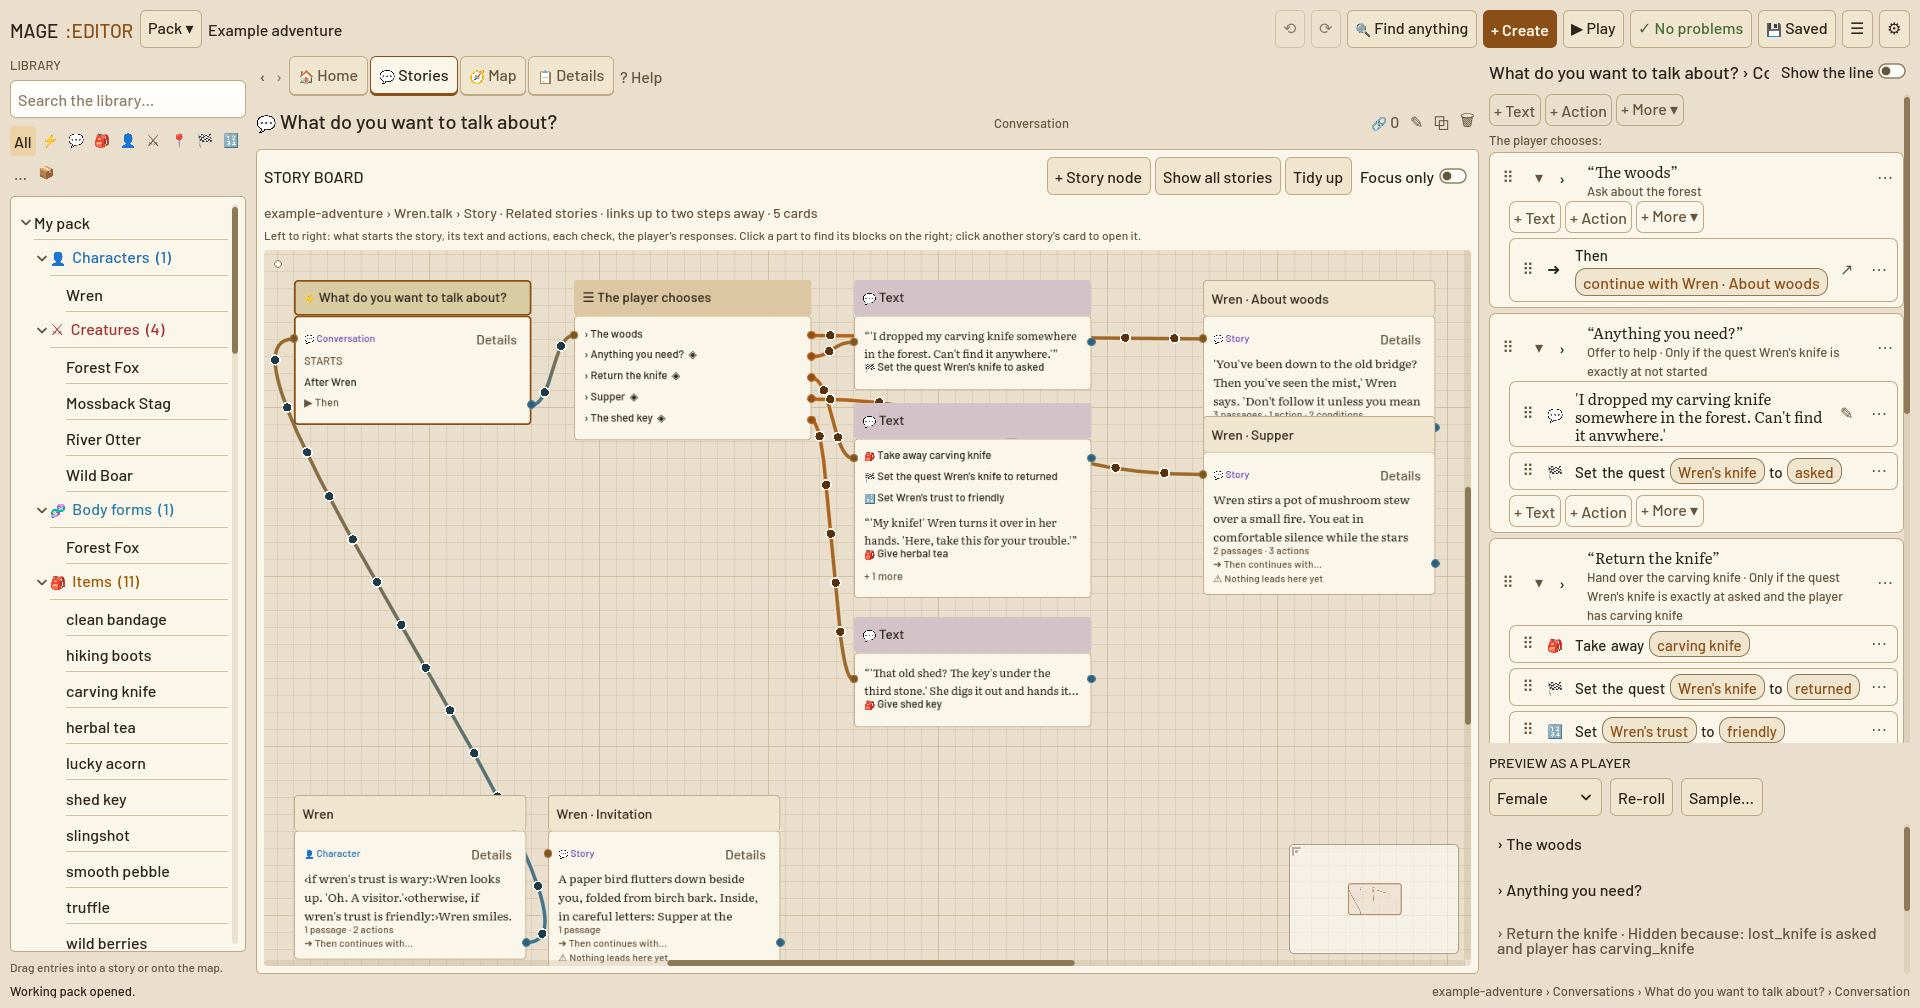 MAGE :EDITOR
Pack ▾
Example adventure
Find anything
+ Create
▶ Play
✓ No problems
Saved
LIBRARY
Search the library...
All
...
My pack
Characters (1)
Wren
Creatures (4)
Forest Fox
Mossback Stag
River Otter
Wild Boar
Body forms (1)
Forest Fox
Items (11)
clean bandage
hiking boots
carving knife
herbal tea
lucky acorn
shed key
slingshot
smooth pebble
truffle
wild berries
Drag entries into a story or onto the map.
Working pack opened.
‹ › Home
Stories
Map
Details
? Help
What do you want to talk about?
Conversation
0
STORY BOARD
+ Story node
Show all stories
Tidy up
Focus only
example-adventure › Wren.talk › Story · Related stories · links up to two steps away · 5 cards
Left to right: what starts the story, its text and actions, each check, the player's responses. Click a part to find its blocks on the right; click another story's card to open it.
What do you want to talk about?
Conversation
Details
STARTS
After Wren
▶ Then
☰ The player chooses
› The woods
› Anything you need? ◈
› Return the knife ◈
› Supper ◈
› The shed key ◈
Text
“‘I dropped my carving knife somewhere
in the forest. Can't find it anywhere.’”
Set the quest Wren's knife to asked
Text
Take away carving knife
Set the quest Wren's knife to returned
Set Wren's trust to friendly
“‘My knife!’ Wren turns it over in her
hands. ‘Here, take this for your trouble.’”
Give herbal tea
+ 1 more
Text
“‘That old shed? The key's under the
third stone.’ She digs it out and hands it...
Give shed key
Wren · About woods
Story
Details
'You've been down to the old bridge?
Then you've seen the mist,' Wren
says. 'Don't follow it unless you mean
3 passages · 1 action · 2 conditions
Wren · Supper
Story
Details
Wren stirs a pot of mushroom stew
over a small fire. You eat in
comfortable silence while the stars
2 passages · 3 actions
➔ Then continues with...
⚠ Nothing leads here yet
Wren
Character
Details
‹if wren's trust is wary:›Wren looks
up. 'Oh. A visitor.'‹otherwise, if
wren's trust is friendly:›Wren smiles.
1 passage · 2 actions
➔ Then continues with...
Wren · Invitation
Story
Details
A paper bird flutters down beside
you, folded from birch bark. Inside,
in careful letters: Supper at the
1 passage
➔ Then continues with...
⚠ Nothing leads here yet
What do you want to talk about? › Cc
Show the line
+ Text
+ Action
+ More ▾
The player chooses:
“The woods”
Ask about the forest
+ Text
+ Action
+ More ▾
Then
continue with Wren · About woods
“Anything you need?”
Offer to help · Only if the quest Wren's knife is
exactly at not started
'I dropped my carving knife
somewhere in the forest. Can't find
it anywhere.'
Set the quest Wren's knife to asked
+ Text
+ Action
+ More ▾
“Return the knife”
Hand over the carving knife · Only if the quest
Wren's knife is exactly at asked and the player
has carving knife
Take away carving knife
Set the quest Wren's knife to returned
Set Wren's trust to friendly
PREVIEW AS A PLAYER
Female
Re-roll
Sample...
› The woods
› Anything you need?
› Return the knife · Hidden because: lost_knife is asked
and player has carving_knife
example-adventure › Conversations › What do you want to talk about? › Conversation